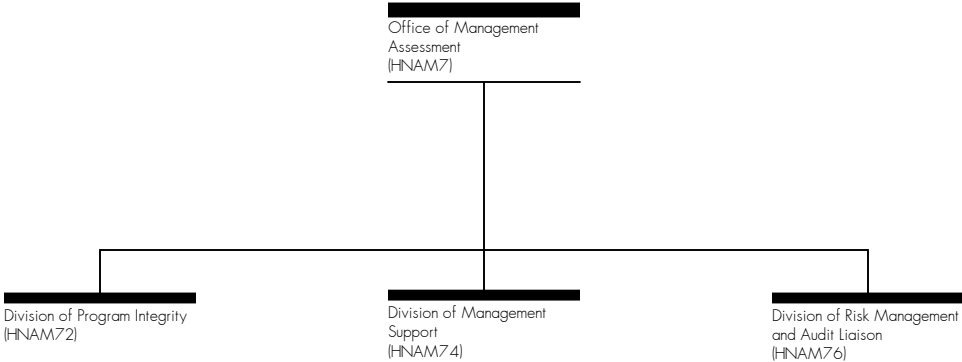 Office of Management
Assessment
(HNAM7)
Division of Program Integrity
(HNAM72)
Division of Management
Support
(HNAM74)
Division of Risk Management
and Audit Liaison
(HNAM76)